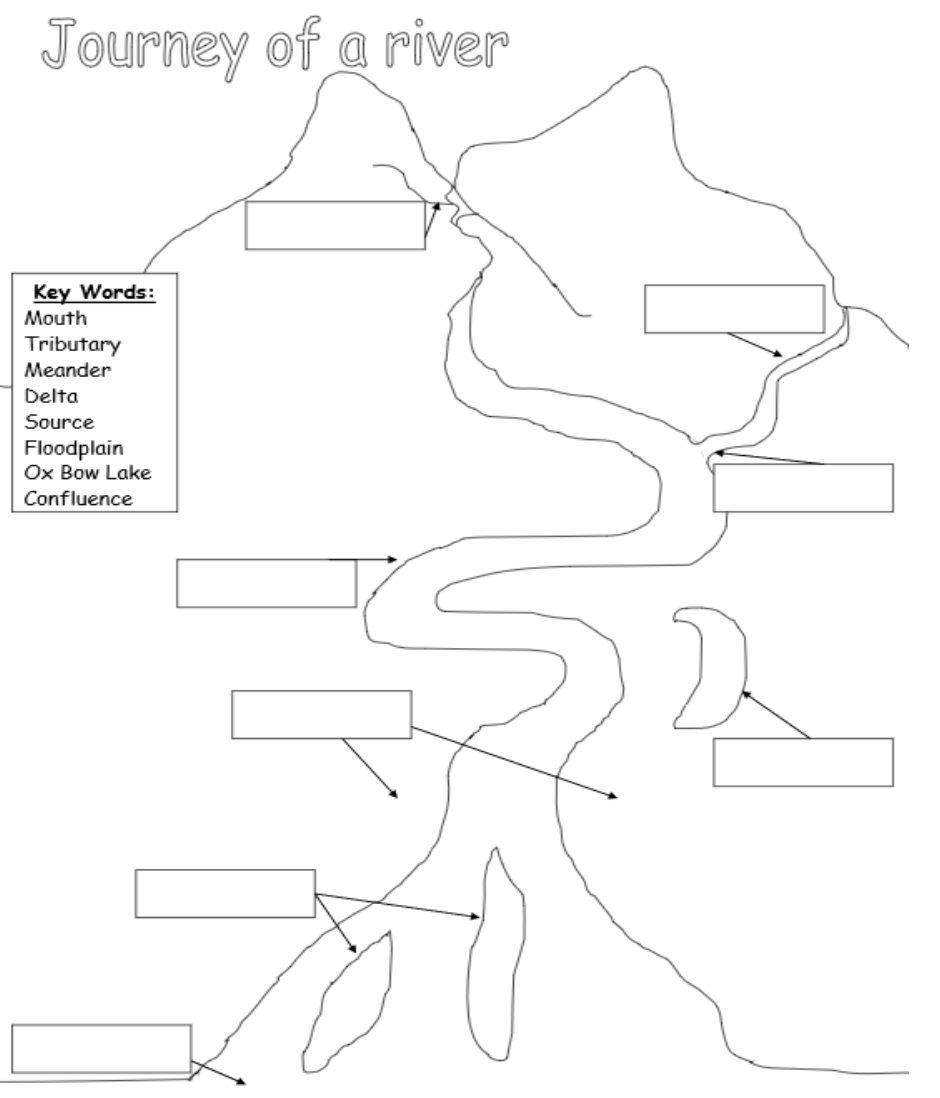 Journey of a river
Key Words:
Mouth
Tributary
Meander
Delta
Source
Floodplain
Ox Bow Lake
Confluence